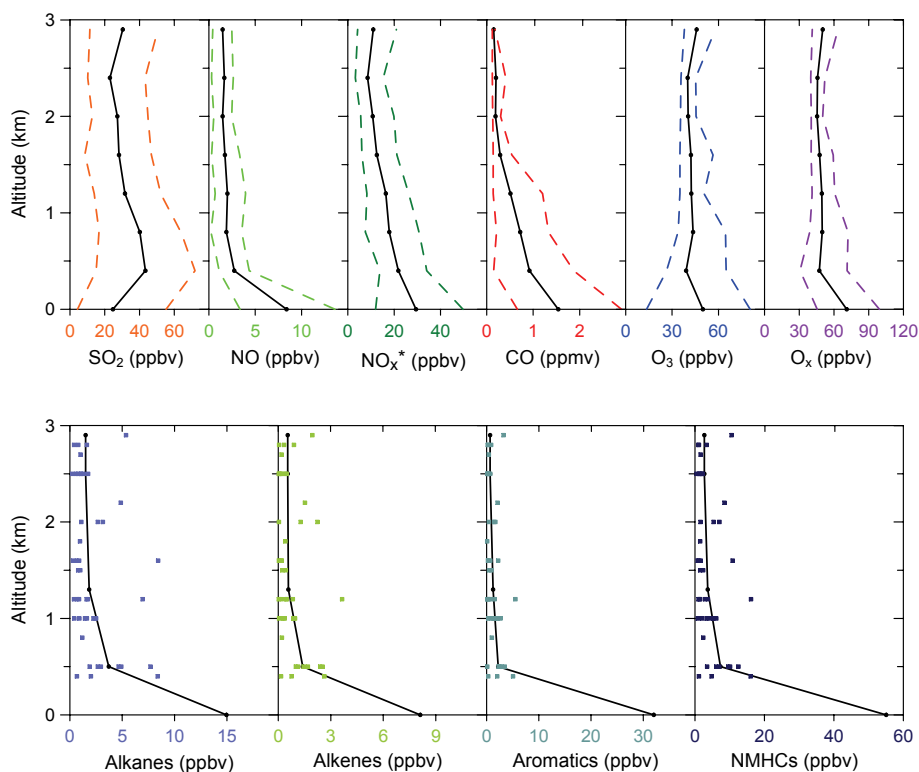 3
2
1
0
Altitude (km)
0 20 40 60
0 5 10
0 20 40
0 1 2
0 30 60
0 30 60 90 120
SO₂ (ppbv)
NO (ppbv)
NOₓ* (ppbv)
CO (ppmv)
O₃ (ppbv)
Oₓ (ppbv)
3
2
1
0
Altitude (km)
0 5 10 15
0 3 6 9
0 10 20 30
0 20 40 60
Alkanes (ppbv)
Alkenes (ppbv)
Aromatics (ppbv)
NMHCs (ppbv)